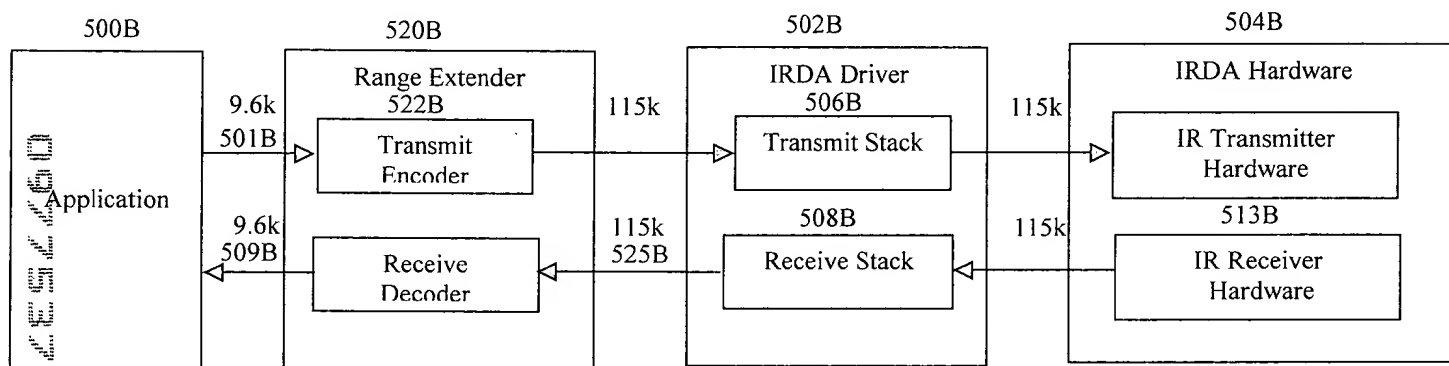 500B
520B
502B
504B
Range Extender
IRDA Driver
IRDA Hardware
9.6k
522B
115k
506B
115k
501B
Transmit
Encoder
Transmit Stack
IR Transmitter
Hardware
Application
9.6k
115k
508B
115k
513B
509B
Receive
Decoder
525B
Receive Stack
IR Receiver
Hardware